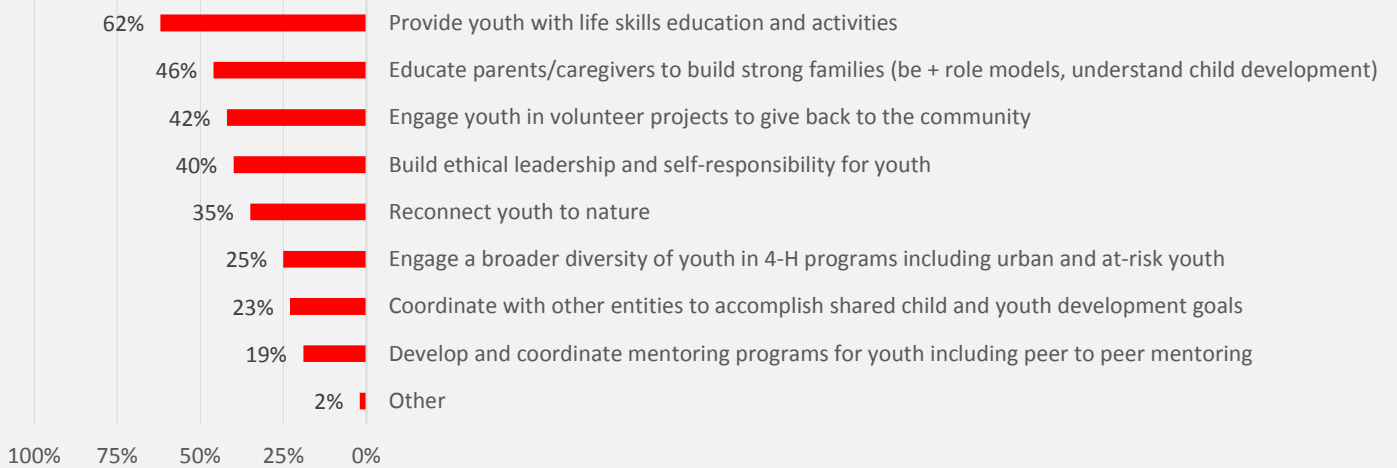 62% Provide youth with life skills education and activities
46% Educate parents/caregivers to build strong families (be + role models, understand child development)
42% Engage youth in volunteer projects to give back to the community
40% Build ethical leadership and self-responsibility for youth
35% Reconnect youth to nature
25% Engage a broader diversity of youth in 4-H programs including urban and at-risk youth
23% Coordinate with other entities to accomplish shared child and youth development goals
19% Develop and coordinate mentoring programs for youth including peer to peer mentoring
2% Other
100% 75% 50% 25% 0%